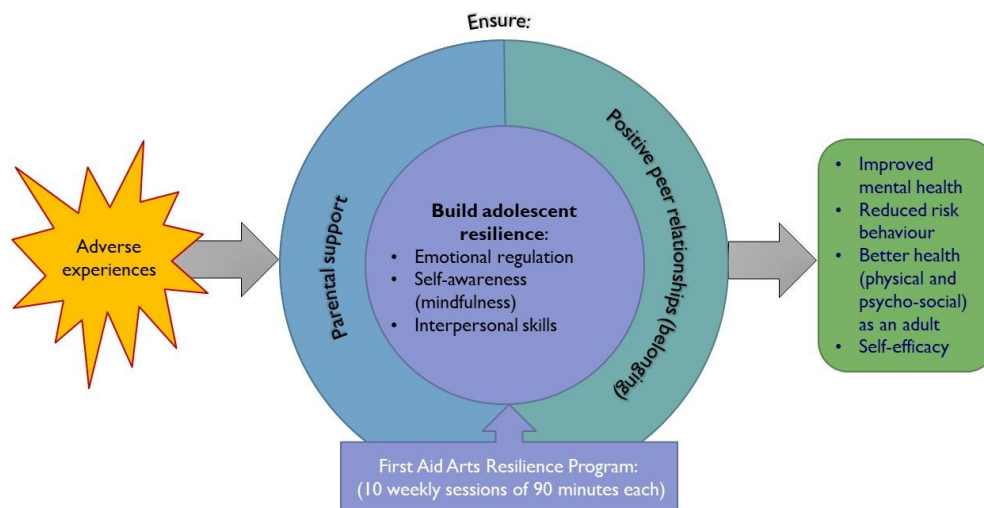 Ensure:
Adverse
experiences
Parental support
Positive peer relationships (belonging)
Build adolescent
resilience:
• Emotional regulation
• Self-awareness
(mindfulness)
• Interpersonal skills
First Aid Arts Resilience Program:
(10 weekly sessions of 90 minutes each)
• Improved
mental health
• Reduced risk
behaviour
• Better health
(physical and
psycho-social)
as an adult
• Self-efficacy